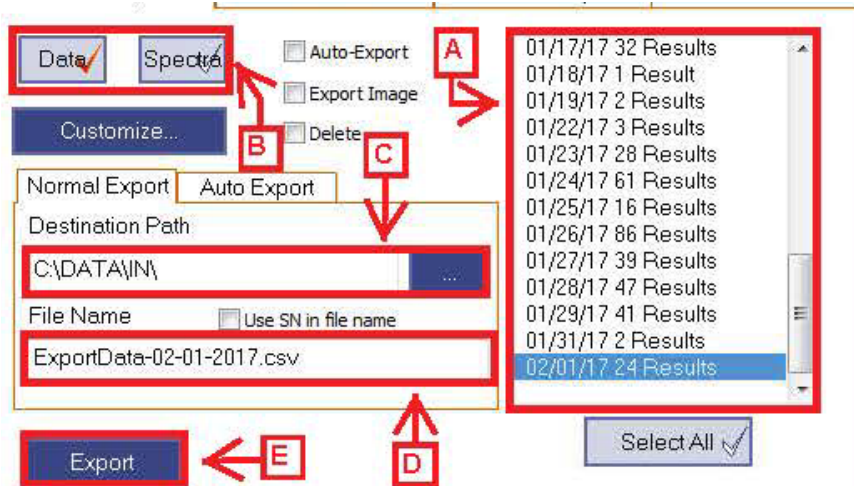 Data
Spectra
Auto-Export
Export Image
Delete
Customize...
A
B
C
Normal Export
Auto Export
Destination Path
C:\DATA\IN\
...
File Name
Use SN in file name
ExportData-02-01-2017.csv
Export
E
D
01/17/17 32 Results
01/18/17 1 Result
01/19/17 2 Results
01/22/17 3 Results
01/23/17 28 Results
01/24/17 61 Results
01/25/17 16 Results
01/26/17 86 Results
01/27/17 39 Results
01/28/17 47 Results
01/29/17 41 Results
01/31/17 2 Results
02/01/17 24 Results
Select All